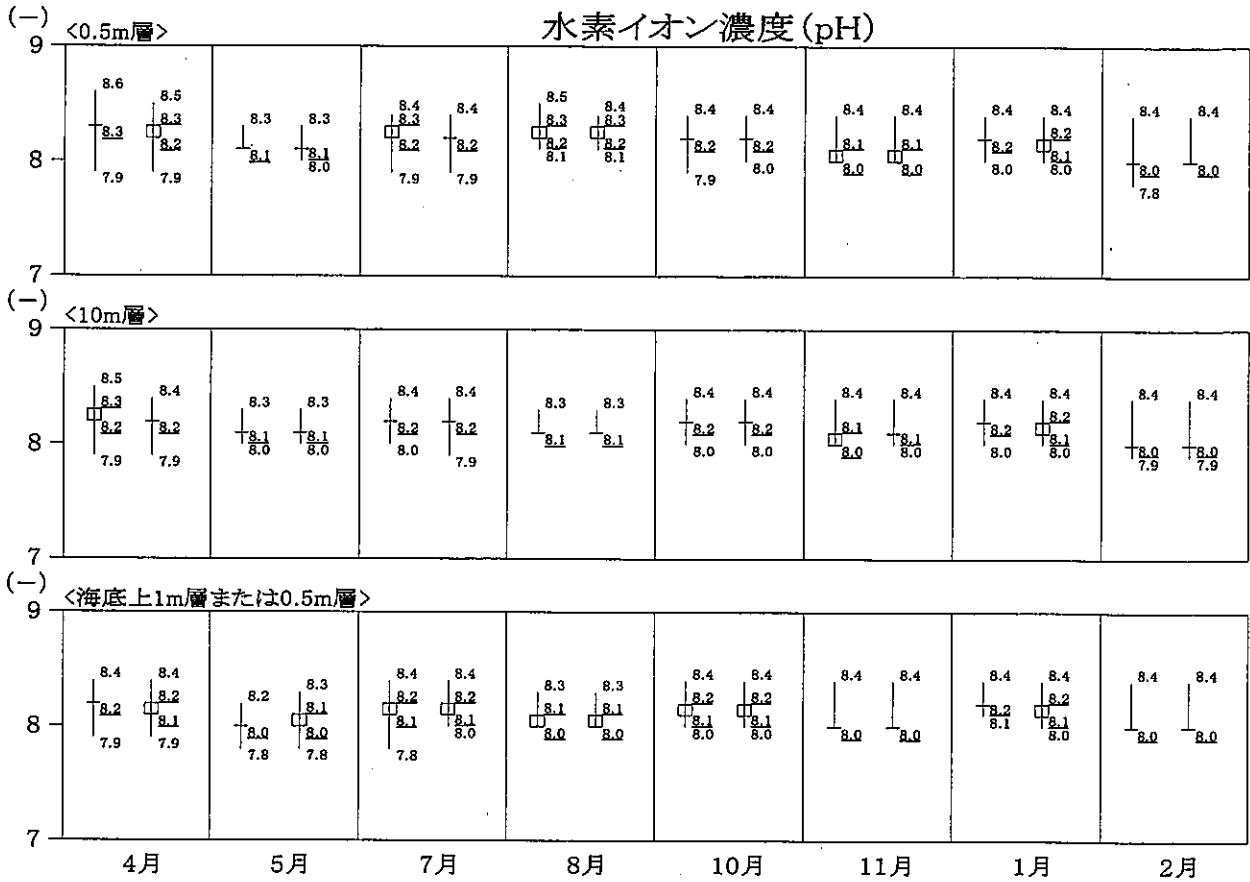 水素イオン濃度(pH)
(-)
<0.5m層>
9
8.6 8.5 8.3 8.3 8.4 8.4 8.5 8.4 8.4 8.4 8.4 8.4 8.4 8.4 8.4 8.4
8.3 8.3 8.3 8.3 8.3 8.2
8.2 8.1 8.1 8.2 8.2 8.2 8.2 8.2 8.2 8.1 8.1 8.2 8.1 8.0 8.0
8
7.9 7.9 8.0 7.9 7.9 8.1 8.1 7.9 8.0 8.0 8.0 8.0 8.0 7.8
7
(-)
<10m層>
9
8.5 8.4 8.3 8.3 8.4 8.4 8.3 8.3 8.4 8.4 8.4 8.4 8.4 8.4 8.4 8.4
8.3 8.2
8.2 8.2 8.1 8.1 8.2 8.2 8.1 8.1 8.2 8.2 8.1 8.1 8.2 8.1 8.0 8.0
8
7.9 7.9 8.0 8.0 8.0 7.9 8.0 8.0 8.0 8.0 8.0 8.0 7.9 7.9
7
(-)
<海底上1m層または0.5m層>
9
8.4 8.4 8.2 8.3 8.4 8.4 8.3 8.3 8.4 8.4 8.4 8.4 8.4 8.4 8.4 8.4
8.2 8.1 8.2 8.2 8.1 8.1 8.2 8.2 8.2
8.2 8.1 8.0 8.0 8.1 8.1 8.0 8.0 8.1 8.1 8.0 8.0 8.2 8.1 8.0 8.0
8
7.9 7.9 7.8 7.8 7.8 8.0 8.0 8.0 8.1 8.0
7
4月 5月 7月 8月 10月 11月 1月 2月